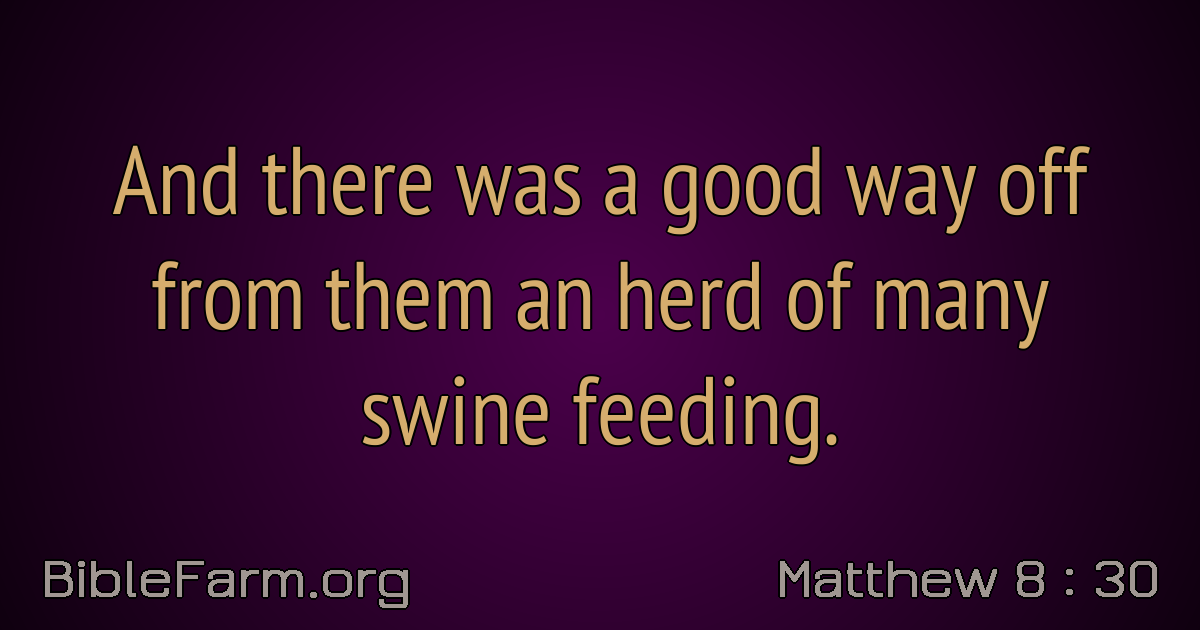 And there was a good way off
from them an herd of many
swine feeding.
BibleFarm.org
Matthew 8 : 30